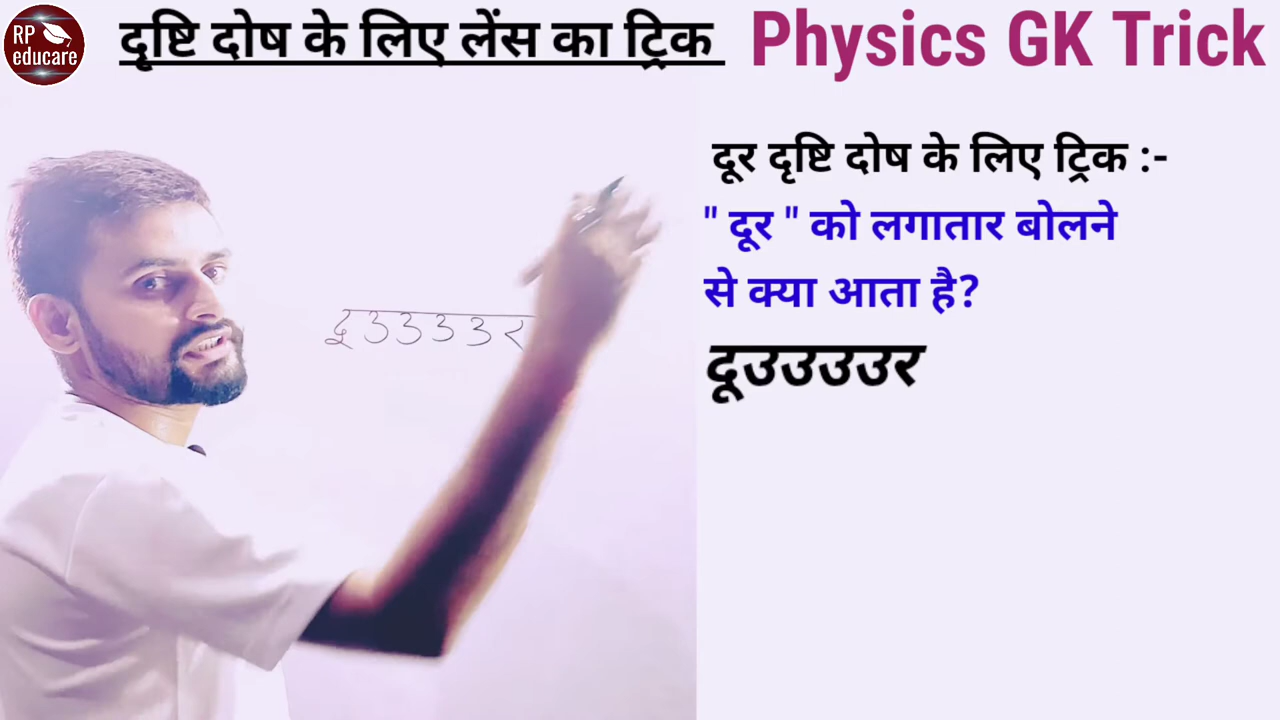 RP
educare
दृष्टि दोष के लिए लेंस का ट्रिक Physics GK Trick
दूर दृष्टि दोष के लिए ट्रिक :-
" दूर " को लगातार बोलने
से क्या आता है?
दूउउउउर
दूउउउउर